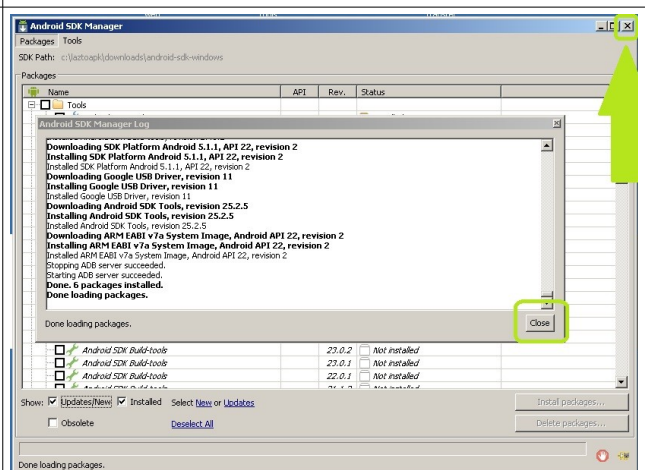 Android SDK Manager
Packages Tools
SDK Path: c:\laztoapk\downloads\android-sdk-windows
Packages
Name API Rev. Status
Tools
Android SDK Manager Log
Downloading SDK Platform Android 5.1.1, API 22, revision 2
Installing SDK Platform Android 5.1.1, API 22, revision 2
Installed SDK Platform Android 5.1.1, API 22, revision 2
Downloading Google USB Driver, revision 11
Installing Google USB Driver, revision 11
Installed Google USB Driver, revision 11
Downloading Android SDK Tools, revision 25.2.5
Installing Android SDK Tools, revision 25.2.5
Installed Android SDK Tools, revision 25.2.5
Downloading ARM EABI v7a System Image, Android API 22, revision 2
Installing ARM EABI v7a System Image, Android API 22, revision 2
Installed ARM EABI v7a System Image, Android API 22, revision 2
Stopping ADB server succeeded.
Starting ADB server succeeded.
Done. 6 packages installed.
Done loading packages.
Done loading packages.
Close
Android SDK Build-tools 23.0.2 Not installed
Android SDK Build-tools 23.0.1 Not installed
Android SDK Build-tools 22.0.1 Not installed
Android SDK Build-tools Not installed
Show: Updates/New Installed Select New or Updates
Install packages...
Obsolete Deselect All
Delete packages...
Done loading packages.